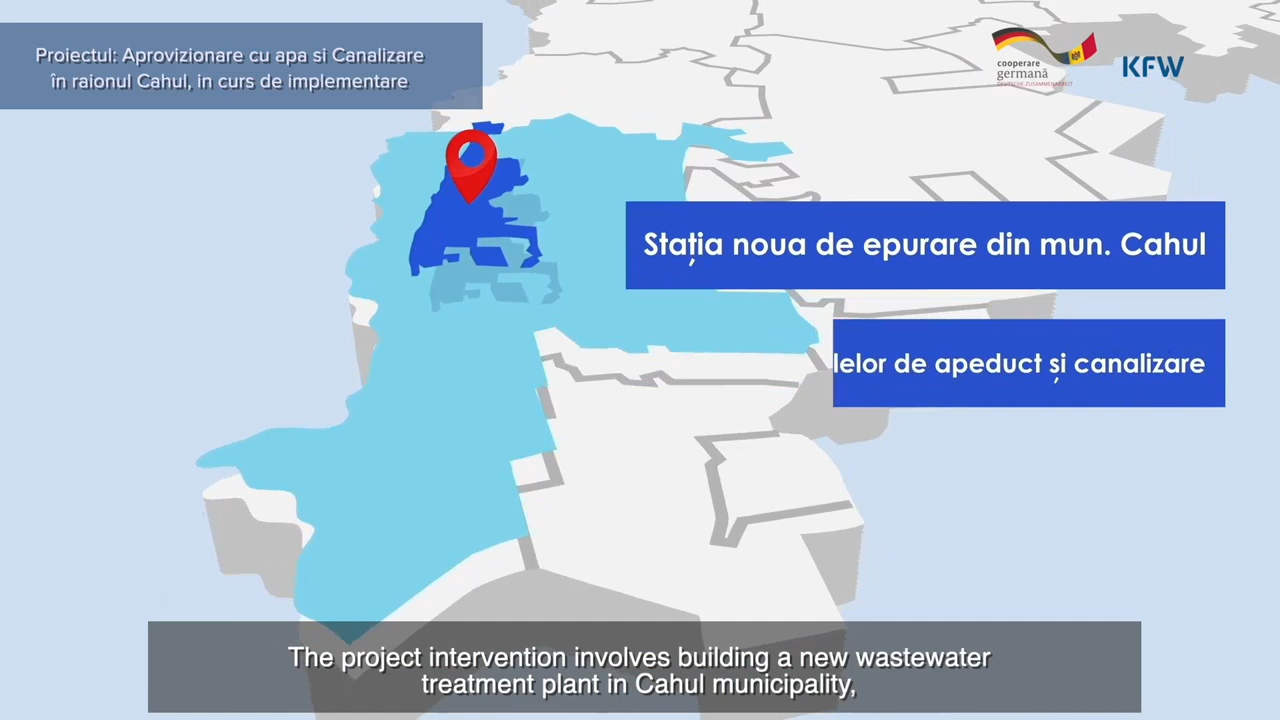 Proiectul: Aprovizionare cu apa si Canalizare
în raionul Cahul, in curs de implementare
cooperare
germană
DEUTSCHE ZUSAMMENARBEIT
KFW
Stația noua de epurare din mun. Cahul
lelor de apeduct și canalizare
The project intervention involves building a new wastewater
treatment plant in Cahul municipality,